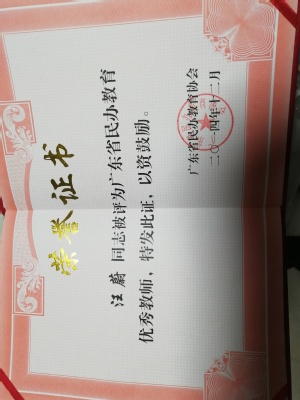 荣誉证书
汪蔚 同志被评为广东省民办教育
优秀教师，特发此证，以资鼓励。
广东省民办教育协会
二〇一四年十二月